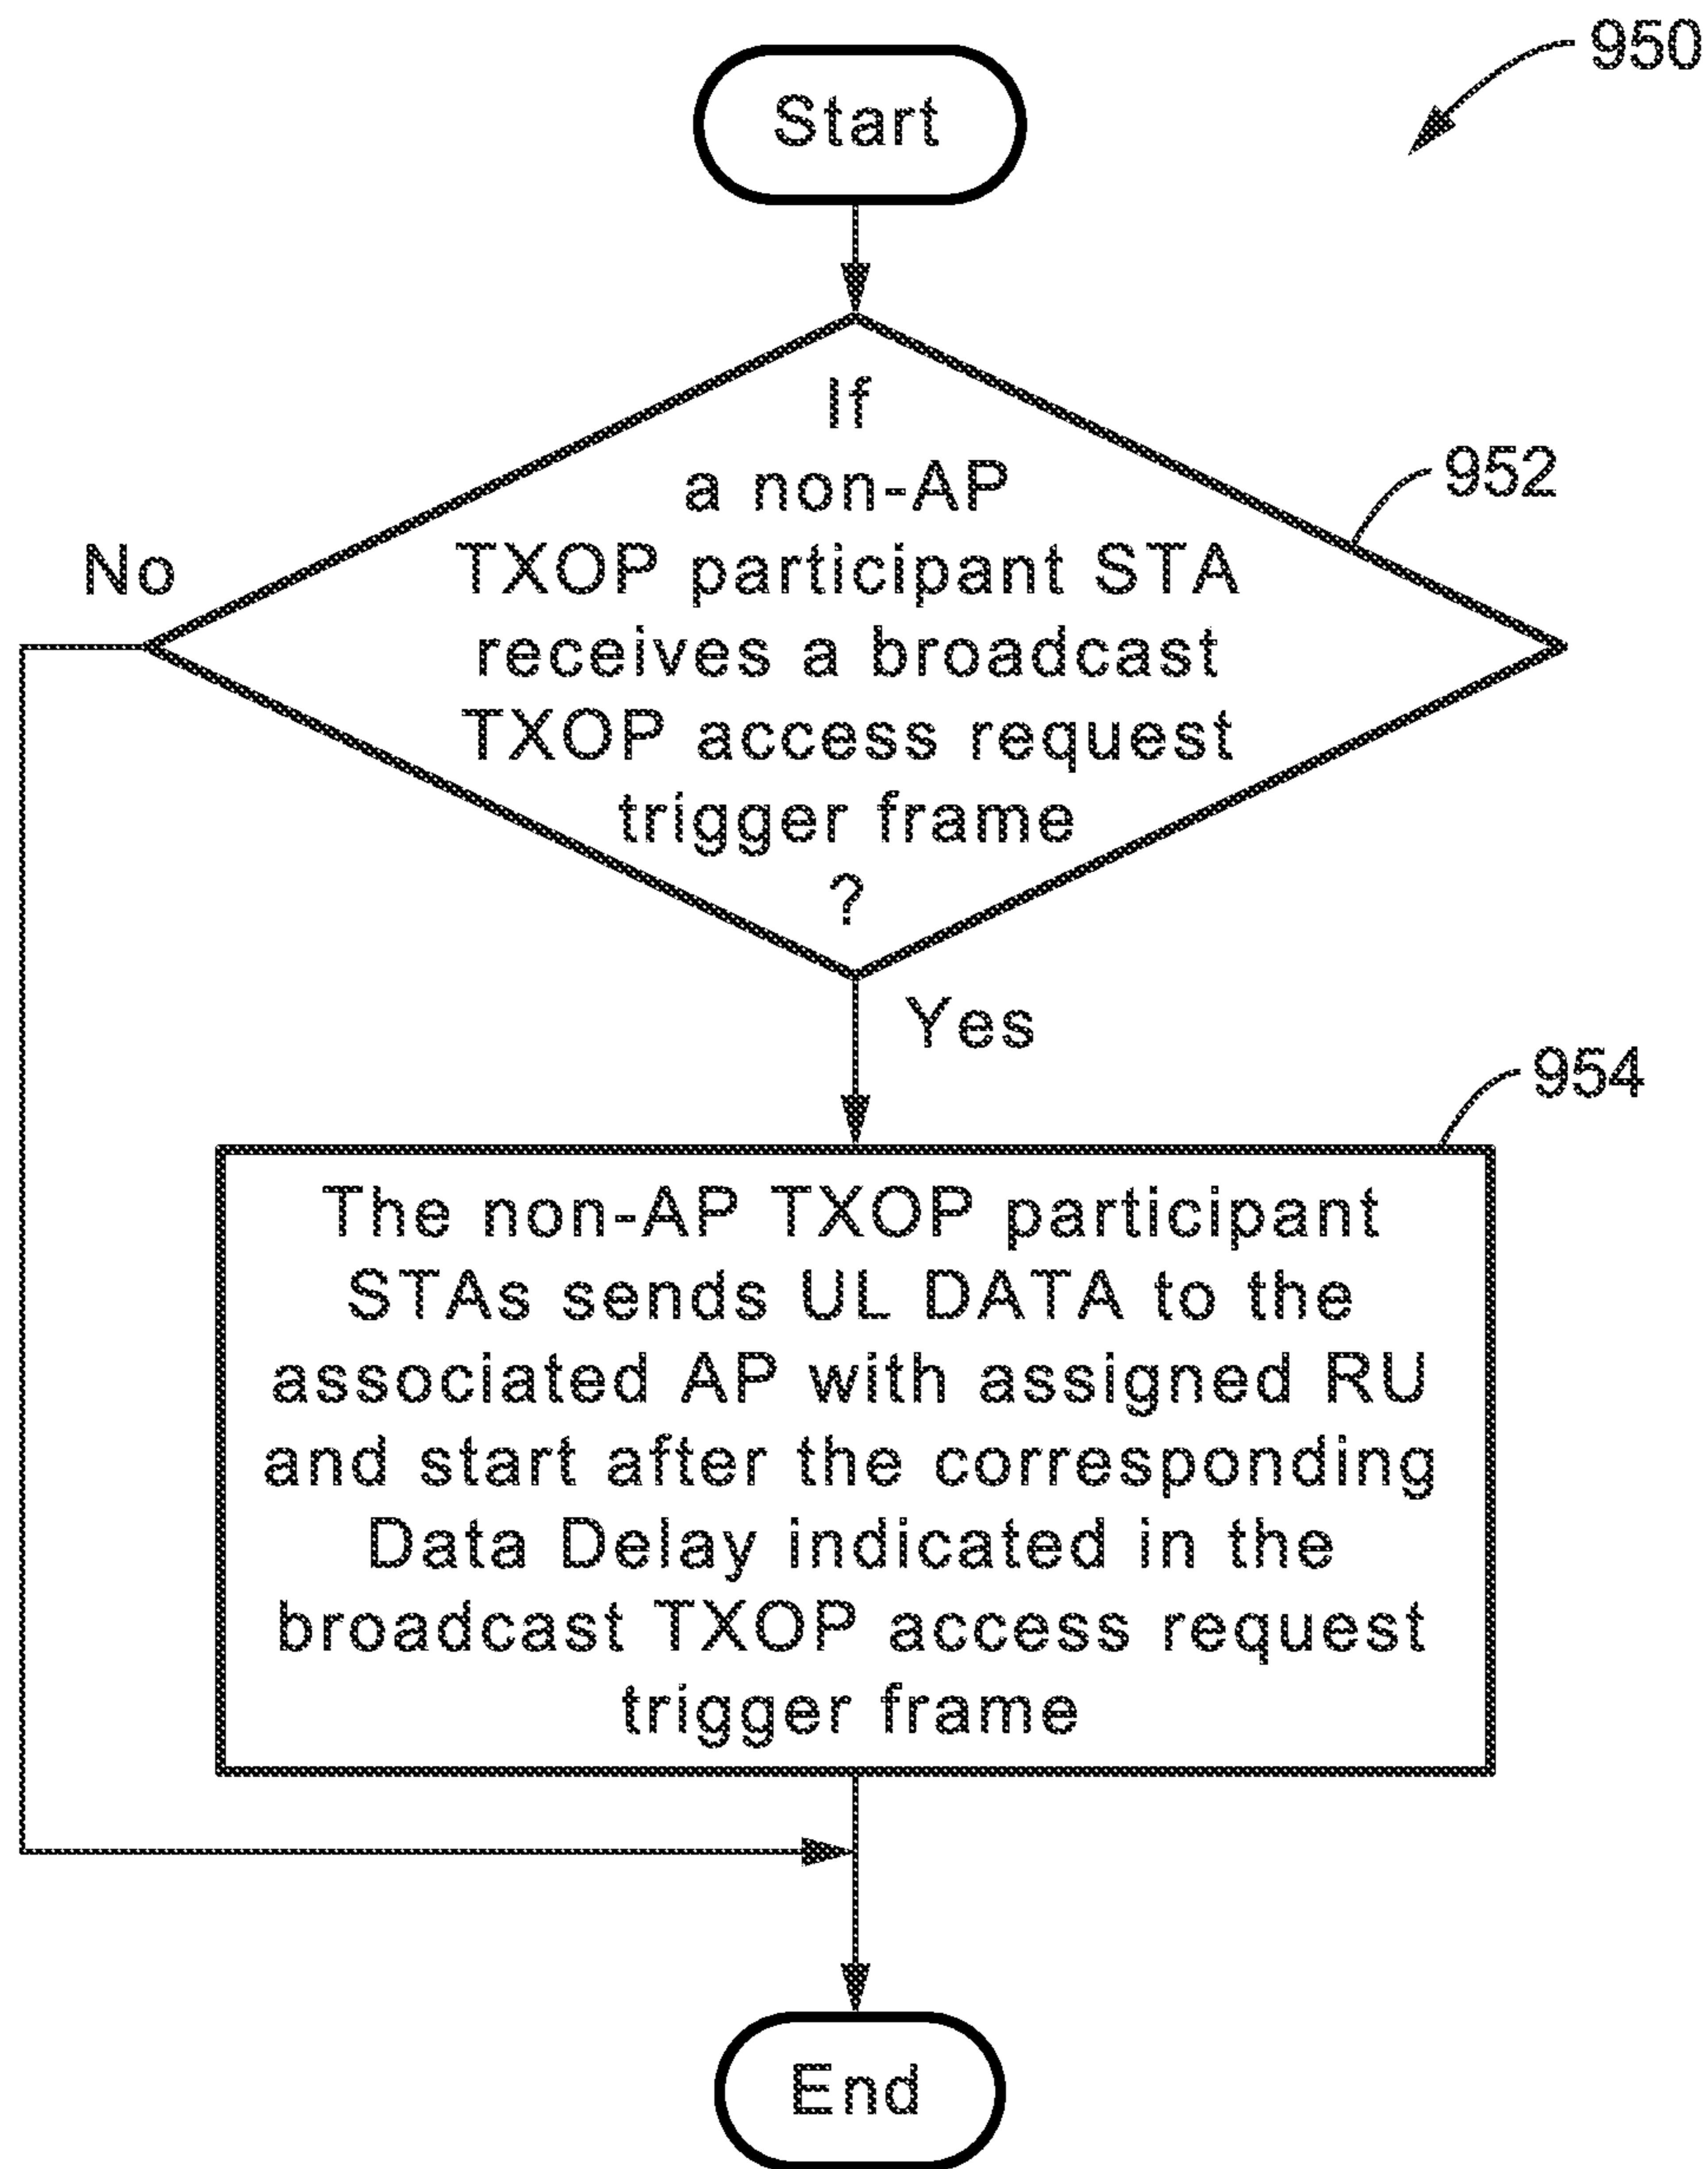 950
Start
If
a non-AP
952
No
TXOP participant STA
receives a broadcast
TXOP access request
trigger frame
?
Yes
954
The non-AP TXOP participant
STAs sends UL DATA to the
associated AP with assigned RU
and start after the corresponding
Data Delay indicated in the
broadcast TXOP access request
trigger frame
End